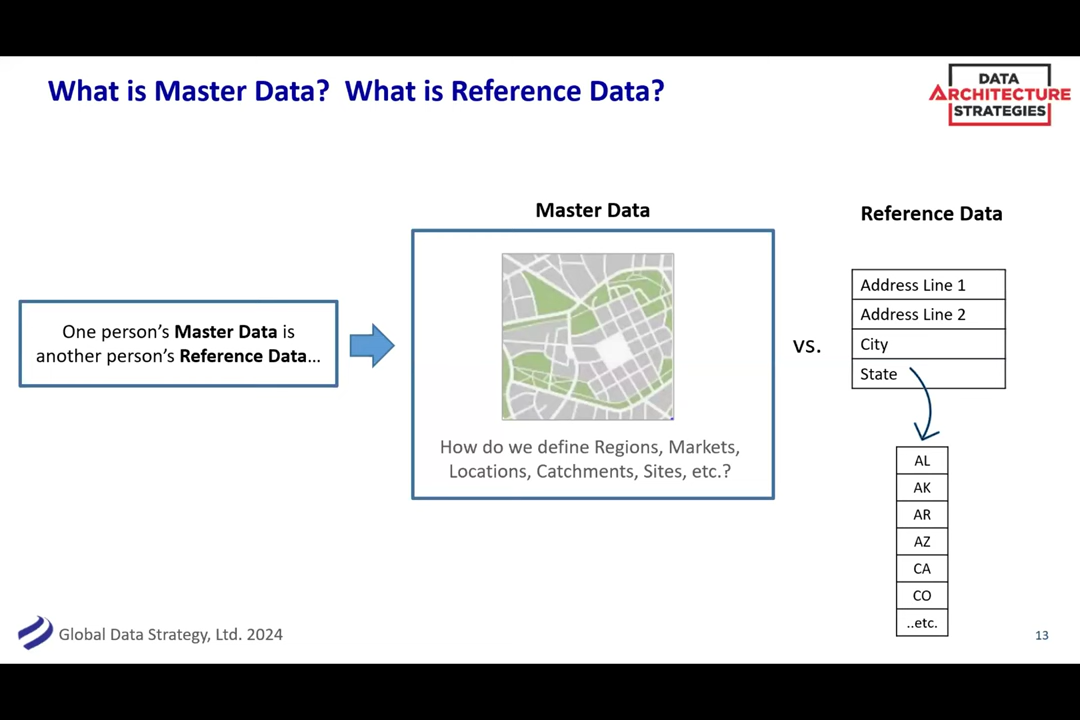 What is Master Data?  What is Reference Data?
DATA
ARCHITECTURE
STRATEGIES
One person's Master Data is
another person's Reference Data...
Master Data
How do we define Regions, Markets,
Locations, Catchments, Sites, etc.?
vs.
Reference Data
Address Line 1
Address Line 2
City
State
AL
AK
AR
AZ
CA
CO
..etc.
Global Data Strategy, Ltd. 2024
13